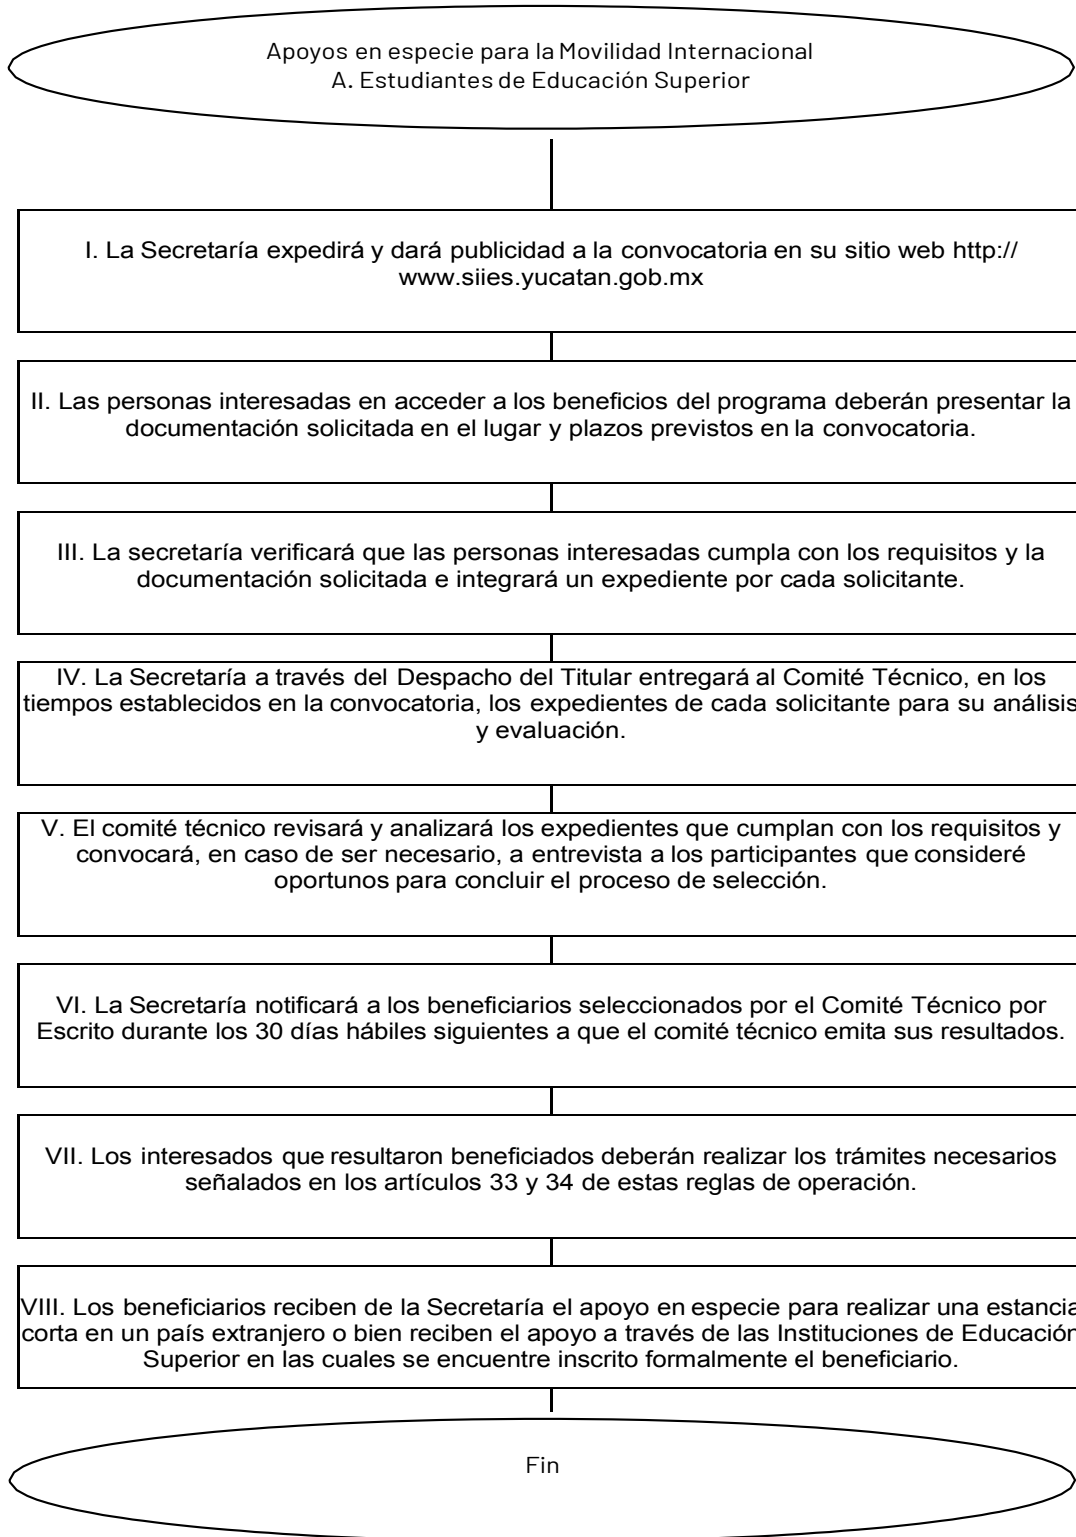 Apoyos en especie para la Movilidad Internacional
A. Estudiantes de Educación Superior
I. La Secretaría expedirá y dará publicidad a la convocatoria en su sitio web http://
www.siies.yucatan.gob.mx
II. Las personas interesadas en acceder a los beneficios del programa deberán presentar la
documentación solicitada en el lugar y plazos previstos en la convocatoria.
III. La secretaría verificará que las personas interesadas cumpla con los requisitos y la
documentación solicitada e integrará un expediente por cada solicitante.
IV. La Secretaría a través del Despacho del Titular entregará al Comité Técnico, en los
tiempos establecidos en la convocatoria, los expedientes de cada solicitante para su análisis
y evaluación.
V. El comité técnico revisará y analizará los expedientes que cumplan con los requisitos y
convocará, en caso de ser necesario, a entrevista a los participantes que consideré
oportunos para concluir el proceso de selección.
VI. La Secretaría notificará a los beneficiarios seleccionados por el Comité Técnico por
Escrito durante los 30 días hábiles siguientes a que el comité técnico emita sus resultados.
VII. Los interesados que resultaron beneficiados deberán realizar los trámites necesarios
señalados en los artículos 33 y 34 de estas reglas de operación.
VIII. Los beneficiarios reciben de la Secretaría el apoyo en especie para realizar una estancia
corta en un país extranjero o bien reciben el apoyo a través de las Instituciones de Educación
Superior en las cuales se encuentre inscrito formalmente el beneficiario.
Fin